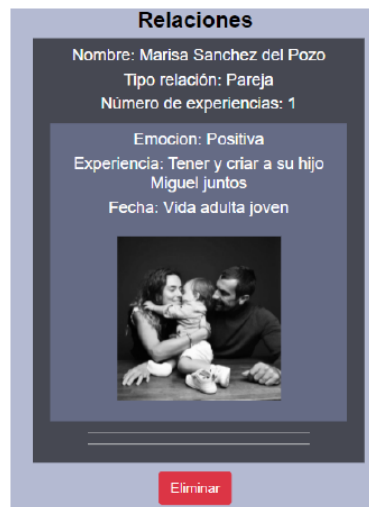 Relaciones
Nombre: Marisa Sanchez del Pozo
Tipo relación: Pareja
Número de experiencias: 1
Emocion: Positiva
Experiencia: Tener y criar a su hijo
Miguel juntos
Fecha: Vida adulta joven
Eliminar